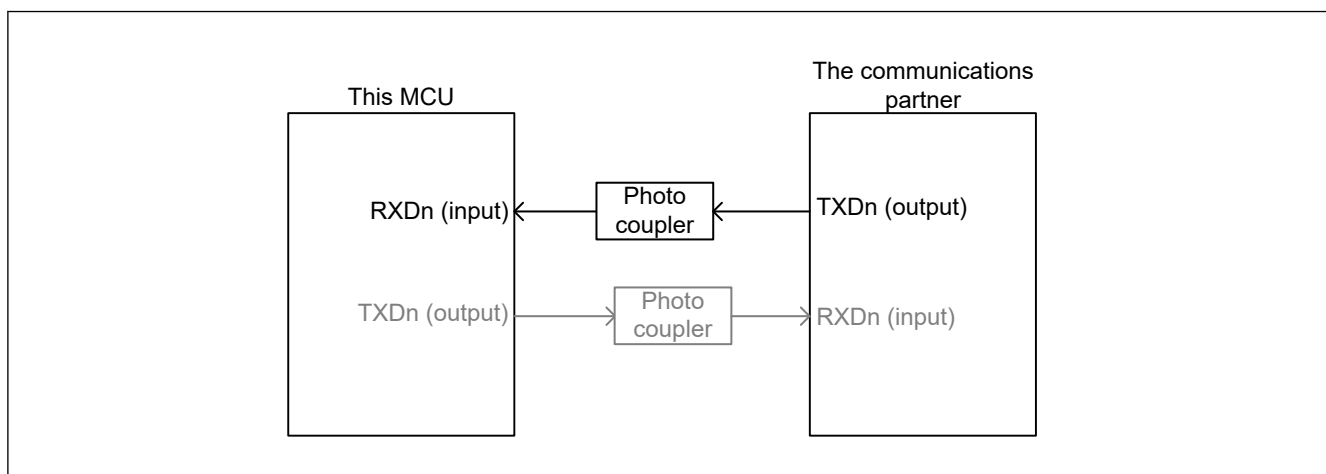 This MCU
The communications
partner
RXDn (input)
Photo
coupler
TXDn (output)
TXDn (output)
Photo
coupler
RXDn (input)